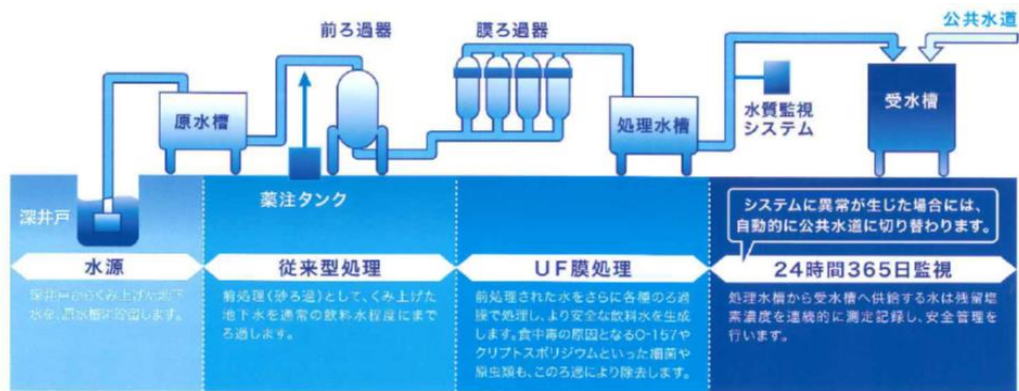 公共水道
前ろ過器
膜ろ過器
原水槽
処理水槽
水質監視
システム
受水槽
深井戸
薬注タンク
システムに異常が生じた場合には、
自動的に公共水道に切り替わります。
水源
従来型処理
UF膜処理
24時間365日監視
深井戸からくみ上げた地下
水を、原水槽に貯留します。
前処理(砂ろ過)として、くみ上げた
地下水を通常の飲料水程度にまで
ろ過します。
前処理された水をさらに各種のろ過
膜で処理し、より安全な飲料水を生成
します。食中毒の原因となるO-157や
クリプトスポリジウムといった細菌や
原虫類も、このろ過により除去します。
処理水槽から受水槽へ供給する水は残留塩
素濃度を連続的に測定記録し、安全管理を
行います。